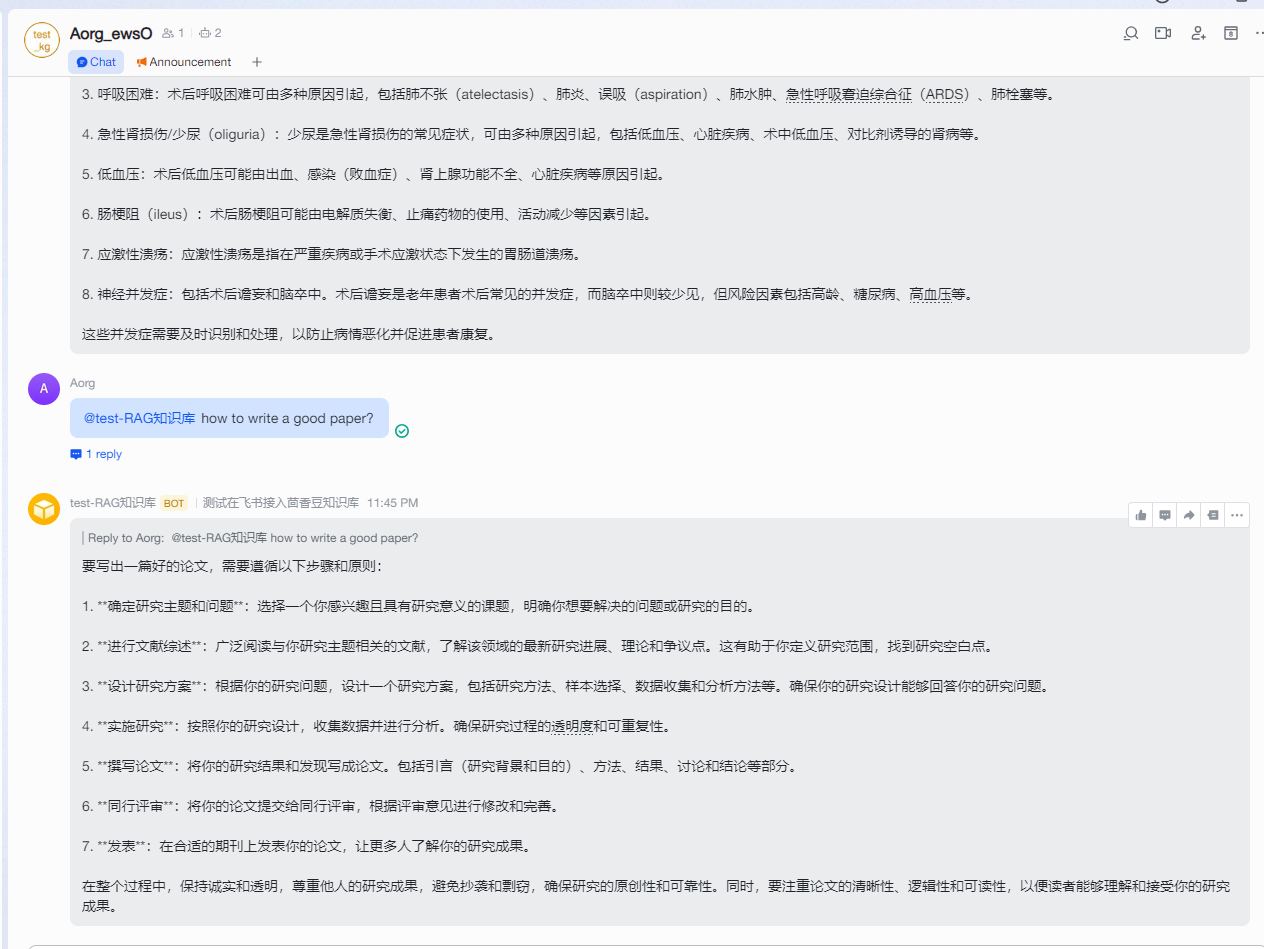 test
_kg
Aorg_ewsO 1 2
Chat Announcement
3. 呼吸困难：术后呼吸困难可由多种原因引起，包括肺不张（atelectasis）、肺炎、误吸（aspiration）、肺水肿、急性呼吸窘迫综合征（ARDS）、肺栓塞等。
4. 急性肾损伤/少尿（oliguria）：少尿是急性肾损伤的常见症状，可由多种原因引起，包括低血压、心脏疾病、术中低血压、对比剂诱导的肾病等。
5. 低血压：术后低血压可能由出血、感染（败血症）、肾上腺功能不全、心脏疾病等原因引起。
6. 肠梗阻（ileus）：术后肠梗阻可能由电解质失衡、止痛药物的使用、活动减少等因素引起。
7. 应激性溃疡：应激性溃疡是指在严重疾病或手术应激状态下发生的胃肠道溃疡。
8. 神经并发症：包括术后谵妄和脑卒中。术后谵妄是老年患者术后常见的并发症，而脑卒中则较少见，但风险因素包括高龄、糖尿病、高血压等。
这些并发症需要及时识别和处理，以防止病情恶化并促进患者康复。
A
Aorg
@test-RAG知识库 how to write a good paper?
1 reply
test-RAG知识库 BOT 测试在飞书接入茴香豆知识库 11:45 PM
Reply to Aorg: @test-RAG知识库 how to write a good paper?
要写出一篇好的论文，需要遵循以下步骤和原则：
1. **确定研究主题和问题**：选择一个你感兴趣且具有研究意义的课题，明确你想要解决的问题或研究的目的。
2. **进行文献综述**：广泛阅读与你研究主题相关的文献，了解该领域的最新研究进展、理论和争议点。这有助于你定义研究范围，找到研究空白点。
3. **设计研究方案**：根据你的研究问题，设计一个研究方案，包括研究方法、样本选择、数据收集和分析方法等。确保你的研究设计能够回答你的研究问题。
4. **实施研究**：按照你的研究设计，收集数据并进行分析。确保研究过程的透明度和可重复性。
5. **撰写论文**：将你的研究结果和发现写成论文。包括引言（研究背景和目的）、方法、结果、讨论和结论等部分。
6. **同行评审**：将你的论文提交给同行评审，根据评审意见进行修改和完善。
7. **发表**：在合适的期刊上发表你的论文，让更多人了解你的研究成果。
在整个过程中，保持诚实和透明，尊重他人的研究成果，避免抄袭和剽窃，确保研究的原创性和可靠性。同时，要注重论文的清晰性、逻辑性和可读性，以便读者能够理解和接受你的研究
成果。